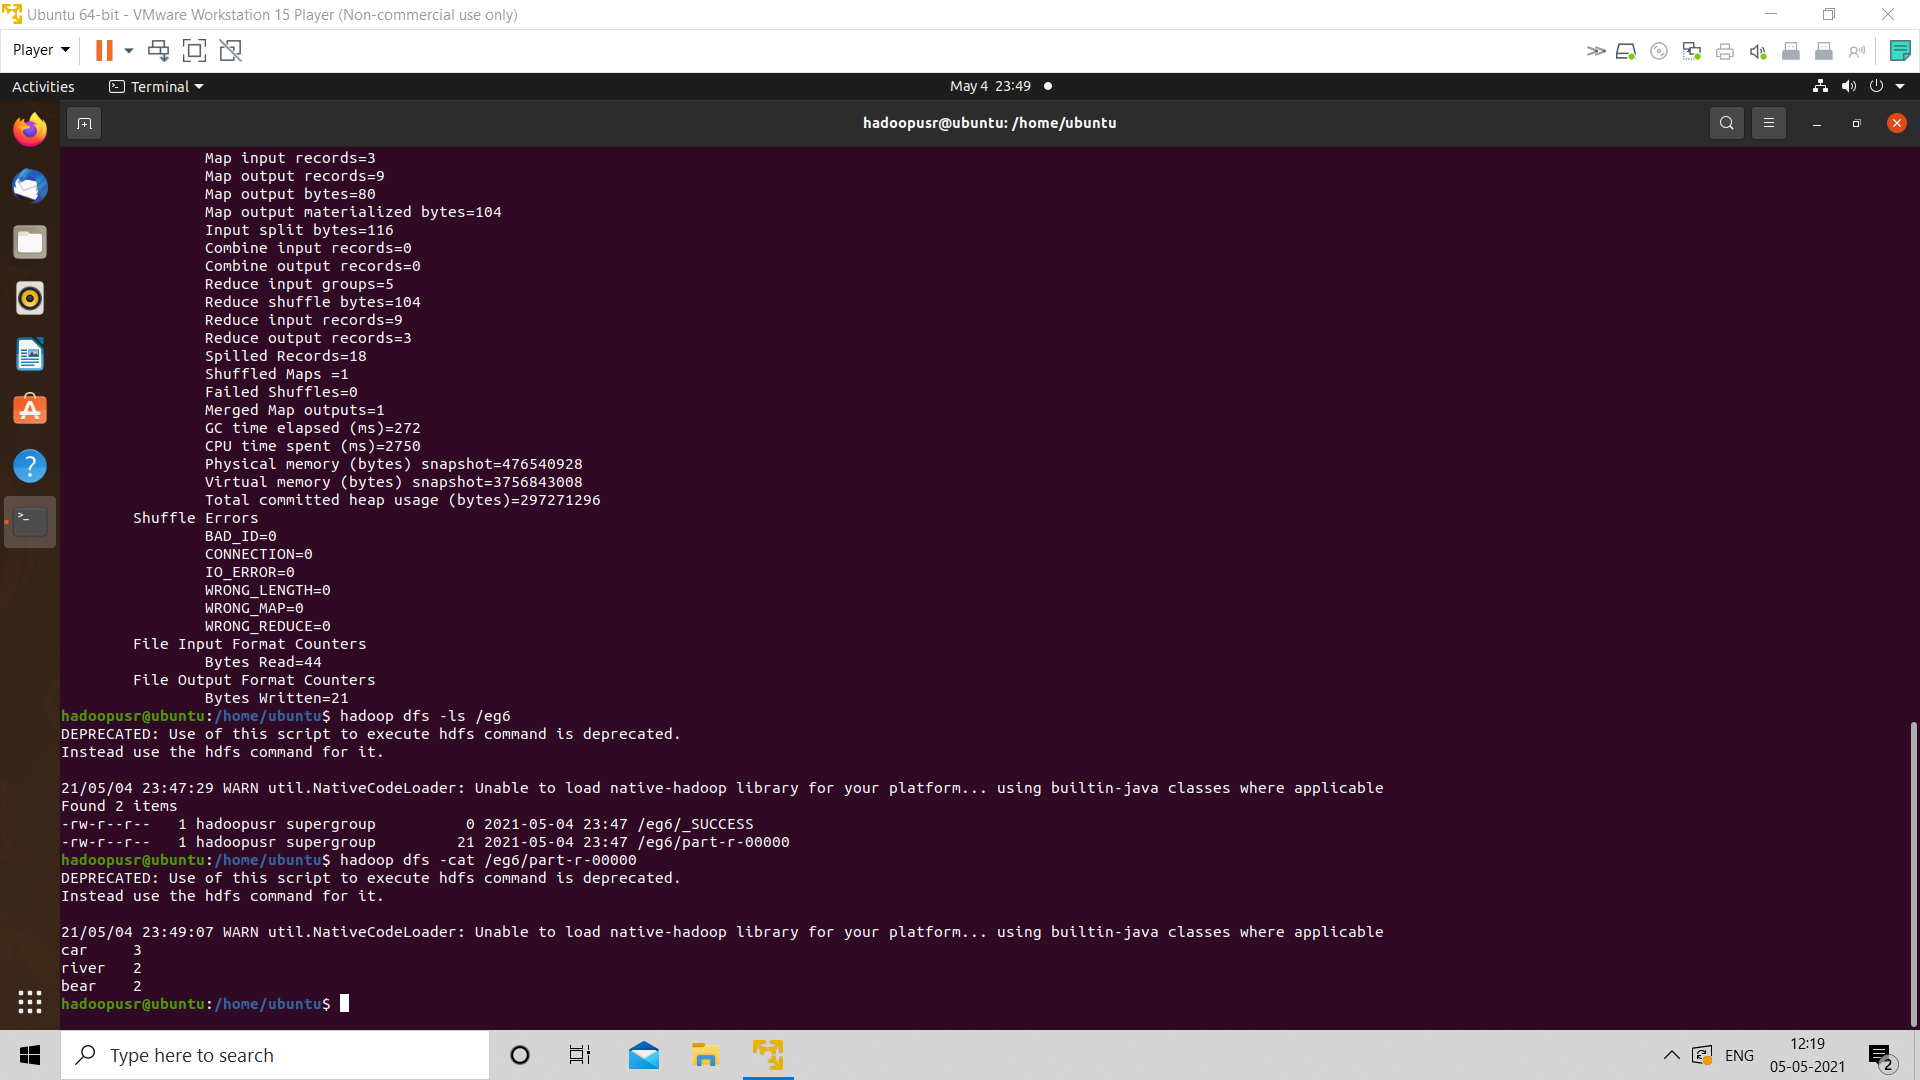 Ubuntu 64-bit - VMware Workstation 15 Player (Non-commercial use only)
Player
Activities
Terminal
May 4 23:49
hadoopusr@ubuntu: /home/ubuntu
Map input records=3
Map output records=9
Map output bytes=80
Map output materialized bytes=104
Input split bytes=116
Combine input records=0
Combine output records=0
Reduce input groups=5
Reduce shuffle bytes=104
Reduce input records=9
Reduce output records=3
Spilled Records=18
Shuffled Maps =1
Failed Shuffles=0
Merged Map outputs=1
GC time elapsed (ms)=272
CPU time spent (ms)=2750
Physical memory (bytes) snapshot=476540928
Virtual memory (bytes) snapshot=3756843008
Total committed heap usage (bytes)=297271296
Shuffle Errors
BAD_ID=0
CONNECTION=0
IO_ERROR=0
WRONG_LENGTH=0
WRONG_MAP=0
WRONG_REDUCE=0
File Input Format Counters
Bytes Read=44
File Output Format Counters
Bytes Written=21
hadoopusr@ubuntu:/home/ubuntu$ hadoop dfs -ls /eg6
DEPRECATED: Use of this script to execute hdfs command is deprecated.
Instead use the hdfs command for it.
21/05/04 23:47:29 WARN util.NativeCodeLoader: Unable to load native-hadoop library for your platform... using builtin-java classes where applicable
Found 2 items
-rw-r--r--   1 hadoopusr supergroup          0 2021-05-04 23:47 /eg6/_SUCCESS
-rw-r--r--   1 hadoopusr supergroup         21 2021-05-04 23:47 /eg6/part-r-00000
hadoopusr@ubuntu:/home/ubuntu$ hadoop dfs -cat /eg6/part-r-00000
DEPRECATED: Use of this script to execute hdfs command is deprecated.
Instead use the hdfs command for it.
21/05/04 23:49:07 WARN util.NativeCodeLoader: Unable to load native-hadoop library for your platform... using builtin-java classes where applicable
car     3
river   2
bear    2
hadoopusr@ubuntu:/home/ubuntu$
Type here to search
ENG
12:19
05-05-2021
2